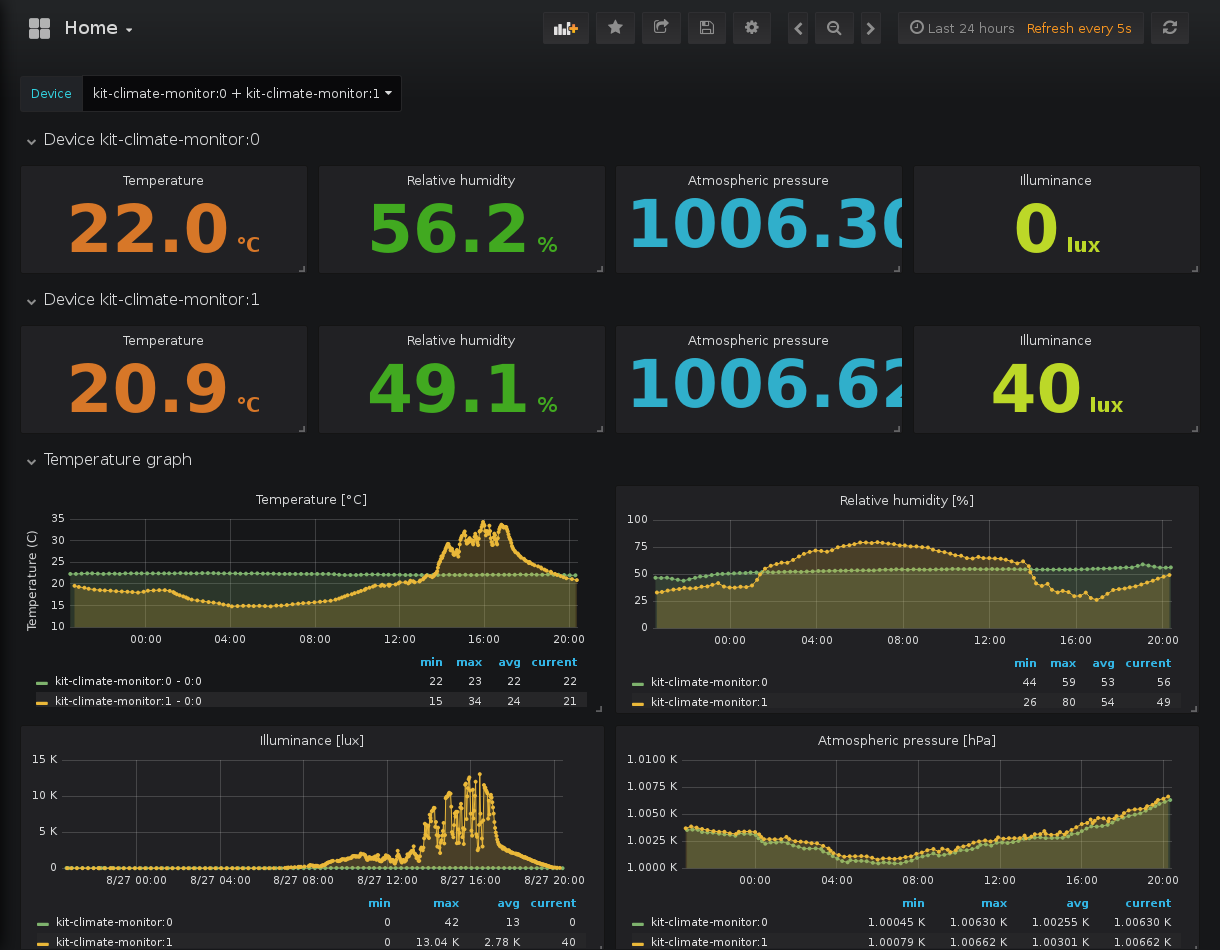 Home
Last 24 hours Refresh every 5s
Device kit-climate-monitor:0 + kit-climate-monitor:1
Device kit-climate-monitor:0
Temperature Relative humidity Atmospheric pressure Illuminance
22.0 °C 56.2 % 1006.30 0 lux
Device kit-climate-monitor:1
Temperature Relative humidity Atmospheric pressure Illuminance
20.9 °C 49.1 % 1006.62 40 lux
Temperature graph
Temperature [°C]
Temperature (C)
35
30
25
20
15
10
00:00 04:00 08:00 12:00 16:00 20:00
min max avg current
kit-climate-monitor:0 - 0:0 22 23 22 22
kit-climate-monitor:1 - 0:0 15 34 24 21
Relative humidity [%]
100
75
50
25
0
00:00 04:00 08:00 12:00 16:00 20:00
min max avg current
kit-climate-monitor:0 44 59 53 56
kit-climate-monitor:1 26 80 54 49
Illuminance [lux]
15 K
10 K
5 K
0
8/27 00:00 8/27 04:00 8/27 08:00 8/27 12:00 8/27 16:00 8/27 20:00
min max avg current
kit-climate-monitor:0 0 42 13 0
kit-climate-monitor:1 0 13.04 K 2.78 K 40
Atmospheric pressure [hPa]
1.0100 K
1.0075 K
1.0050 K
1.0025 K
1.0000 K
00:00 04:00 08:00 12:00 16:00 20:00
min max avg current
kit-climate-monitor:0 1.00045 K 1.00630 K 1.00255 K 1.00630 K
kit-climate-monitor:1 1.00079 K 1.00662 K 1.00301 K 1.00662 K